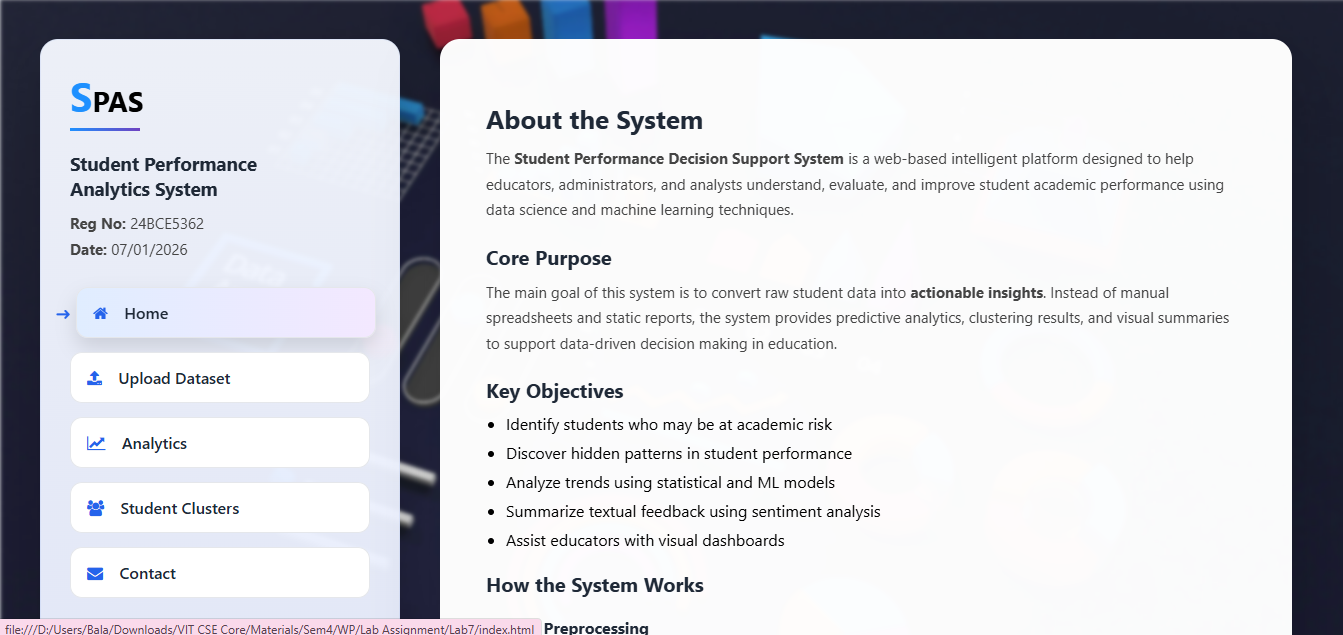 SPAS
Student Performance
Analytics System
Reg No: 24BCE5362
Date: 07/01/2026
→ Home
Upload Dataset
Analytics
Student Clusters
Contact
About the System
The Student Performance Decision Support System is a web-based intelligent platform designed to help
educators, administrators, and analysts understand, evaluate, and improve student academic performance using
data science and machine learning techniques.
Core Purpose
The main goal of this system is to convert raw student data into actionable insights. Instead of manual
spreadsheets and static reports, the system provides predictive analytics, clustering results, and visual summaries
to support data-driven decision making in education.
Key Objectives
• Identify students who may be at academic risk
• Discover hidden patterns in student performance
• Analyze trends using statistical and ML models
• Summarize textual feedback using sentiment analysis
• Assist educators with visual dashboards
How the System Works
Preprocessing
file:///D:/Users/Bala/Downloads/VIT CSE Core/Materials/Sem4/WP/Lab Assignment/Lab7/index.html